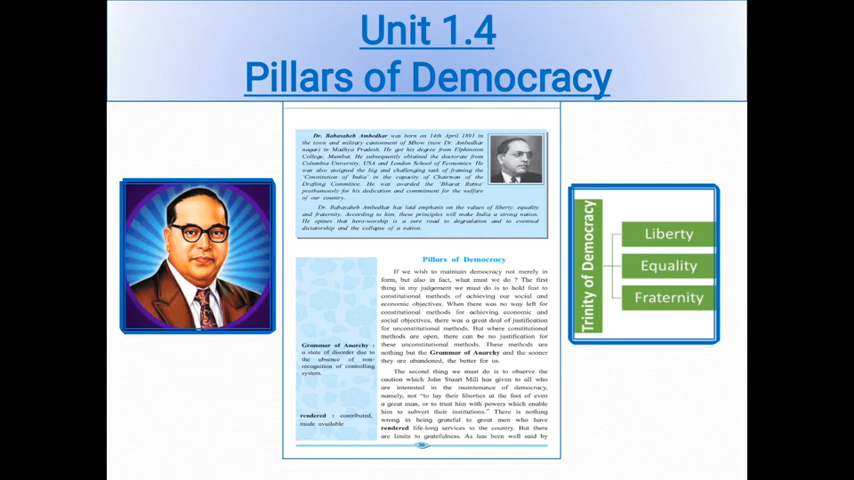 Unit 1.4
Pillars of Democracy
Dr. Babasaheb Ambedkar was born on 14th April 1891 in
the town and military cantonment of Mhow (now Dr. Ambedkar
nagar) in Madhya Pradesh. He got his degree from Elphinston
College, Mumbai. He subsequently obtained the doctorate from
Columbia University, USA and London School of Economics. He
was also assigned the big and challenging task of framing the
'Constitution of India' in the capacity of Chairman of the
Drafting Committee. He was awarded the 'Bharat Ratna'
posthumously for his dedication and commitment for the welfare
of our country.
Dr. Babasaheb Ambedkar has laid emphasis on the values of liberty, equality
and fraternity. According to him, these principles will make India a strong nation.
He opines that hero-worship is a sure road to degradation and to eventual
dictatorship and the collapse of a nation.
Pillars of Democracy
If we wish to maintain democracy not merely in
form, but also in fact, what must we do ? The first
thing in my judgement we must do is to hold fast to
constitutional methods of achieving our social and
economic objectives. When there was no way left for
constitutional methods for achieving economic and
social objectives, there was a great deal of justification
for unconstitutional methods. But where constitutional
methods are open, there can be no justification for
these unconstitutional methods. These methods are
nothing but the Grammar of Anarchy and the sooner
they are abandoned, the better for us.
The second thing we must do is to observe the
caution which John Stuart Mill has given to all who
are interested in the maintenance of democracy,
namely, not "to lay their liberties at the feet of even
a great man, or to trust him with powers which enable
him to subvert their institutions." There is nothing
wrong in being grateful to great men who have
rendered life-long services to the country. But there
are limits to gratefulness. As has been well said by
Grammar of Anarchy :
a state of disorder due to
the absence of non-
recognition of controlling
system.
rendered : contributed,
made available
Trinity of Democracy
Liberty
Equality
Fraternity